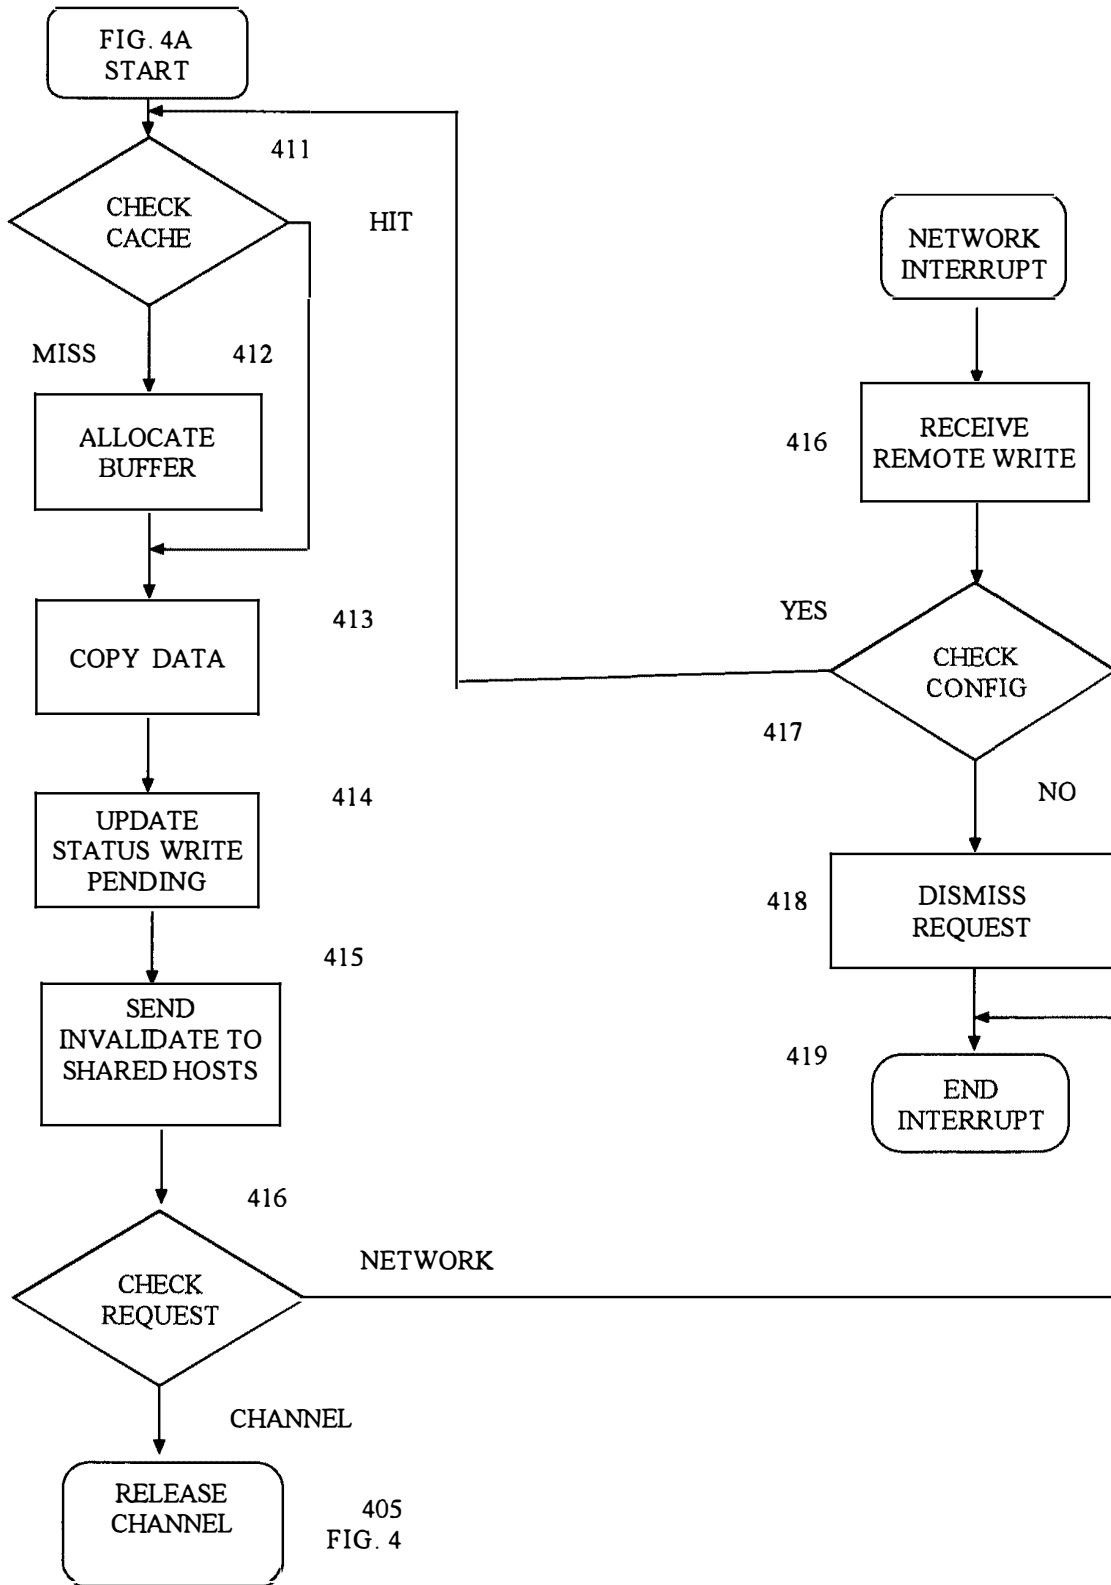 FIG. 4A
START
411
CHECK
CACHE
HIT
MISS
412
ALLOCATE
BUFFER
413
COPY DATA
414
UPDATE
STATUS WRITE
PENDING
415
SEND
INVALIDATE TO
SHARED HOSTS
416
CHECK
REQUEST
NETWORK
CHANNEL
RELEASE
CHANNEL
405
FIG. 4
NETWORK
INTERRUPT
416
RECEIVE
REMOTE WRITE
YES
CHECK
CONFIG
417
NO
418
DISMISS
REQUEST
419
END
INTERRUPT